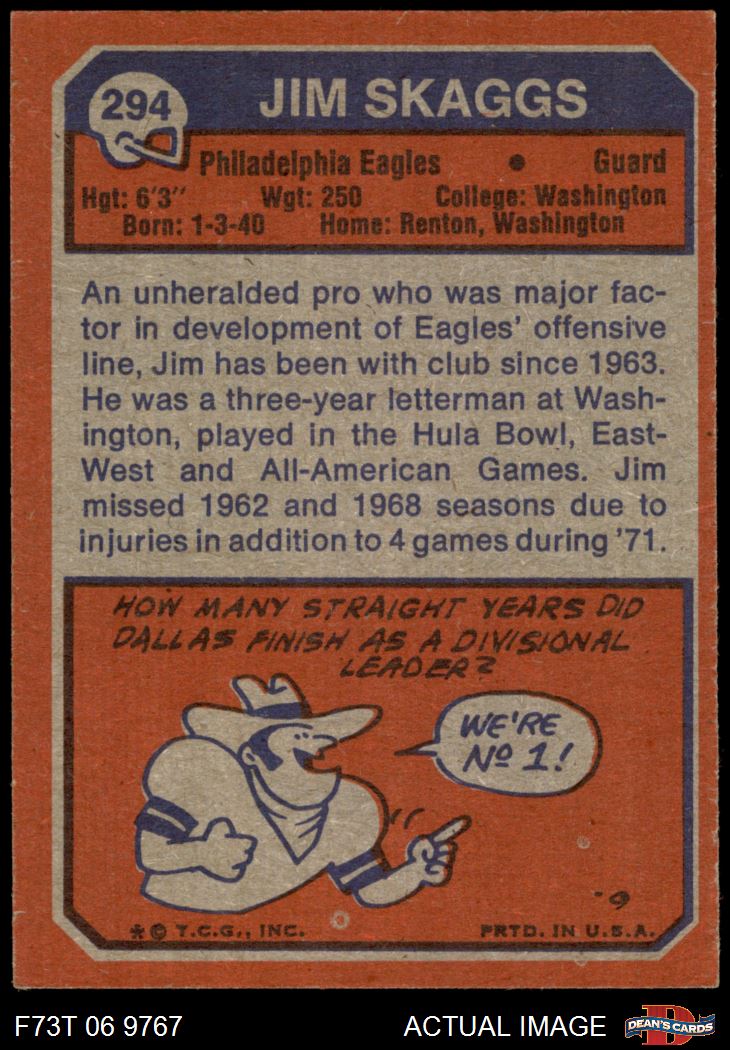 294
JIM SKAGGS
Philadelphia Eagles • Guard
Hgt: 6'3" Wgt: 250 College: Washington
Born: 1-3-40 Home: Renton, Washington
An unheralded pro who was major fac-
tor in development of Eagles' offensive
line, Jim has been with club since 1963.
He was a three-year letterman at Wash-
ington, played in the Hula Bowl, East-
West and All-American Games. Jim
missed 1962 and 1968 seasons due to
injuries in addition to 4 games during '71.
HOW MANY STRAIGHT YEARS DID
DALLAS FINISH AS A DIVISIONAL
LEADER?
WE'RE
Nº 1!
* © T.C.G., INC. PRTD. IN U.S.A.
F73T 06 9767 ACTUAL IMAGE
D
DEAN'S CARDS